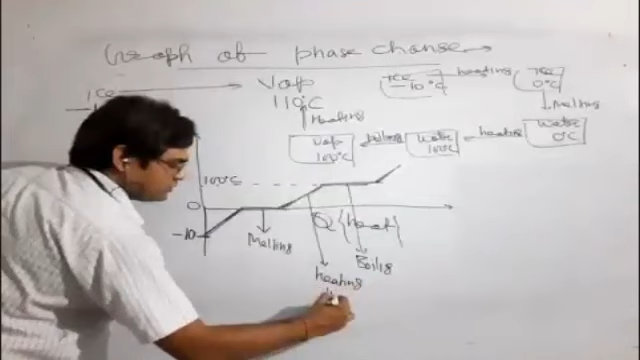 Graph of phase change
Ice
Vap
110°C
Ice
-10°C
heating
Ice
0°C
Melting
Water
0°C
heating
Water
100°C
Boiling
Vap
100°C
Heating
100°C
0
-10
Q {heat}
Melting
Boiling
heating